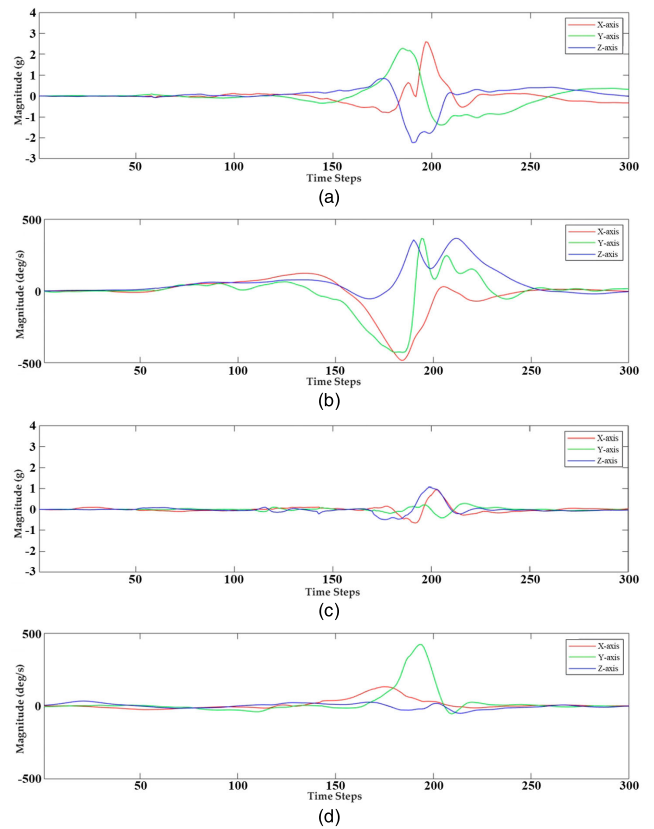 4
3
2
1
0
-1
-2
-3
Magnitude (g)
X-axis
Y-axis
Z-axis
50
100
150
200
250
300
Time Steps
(a)
500
0
-500
Magnitude (deg/s)
X-axis
Y-axis
Z-axis
50
100
150
200
250
300
Time Steps
(b)
4
3
2
1
0
-1
-2
-3
Magnitude (g)
X-axis
Y-axis
Z-axis
50
100
150
200
250
300
Time Steps
(c)
500
0
-500
Magnitude (deg/s)
X-axis
Y-axis
Z-axis
50
100
150
200
250
300
Time Steps
(d)